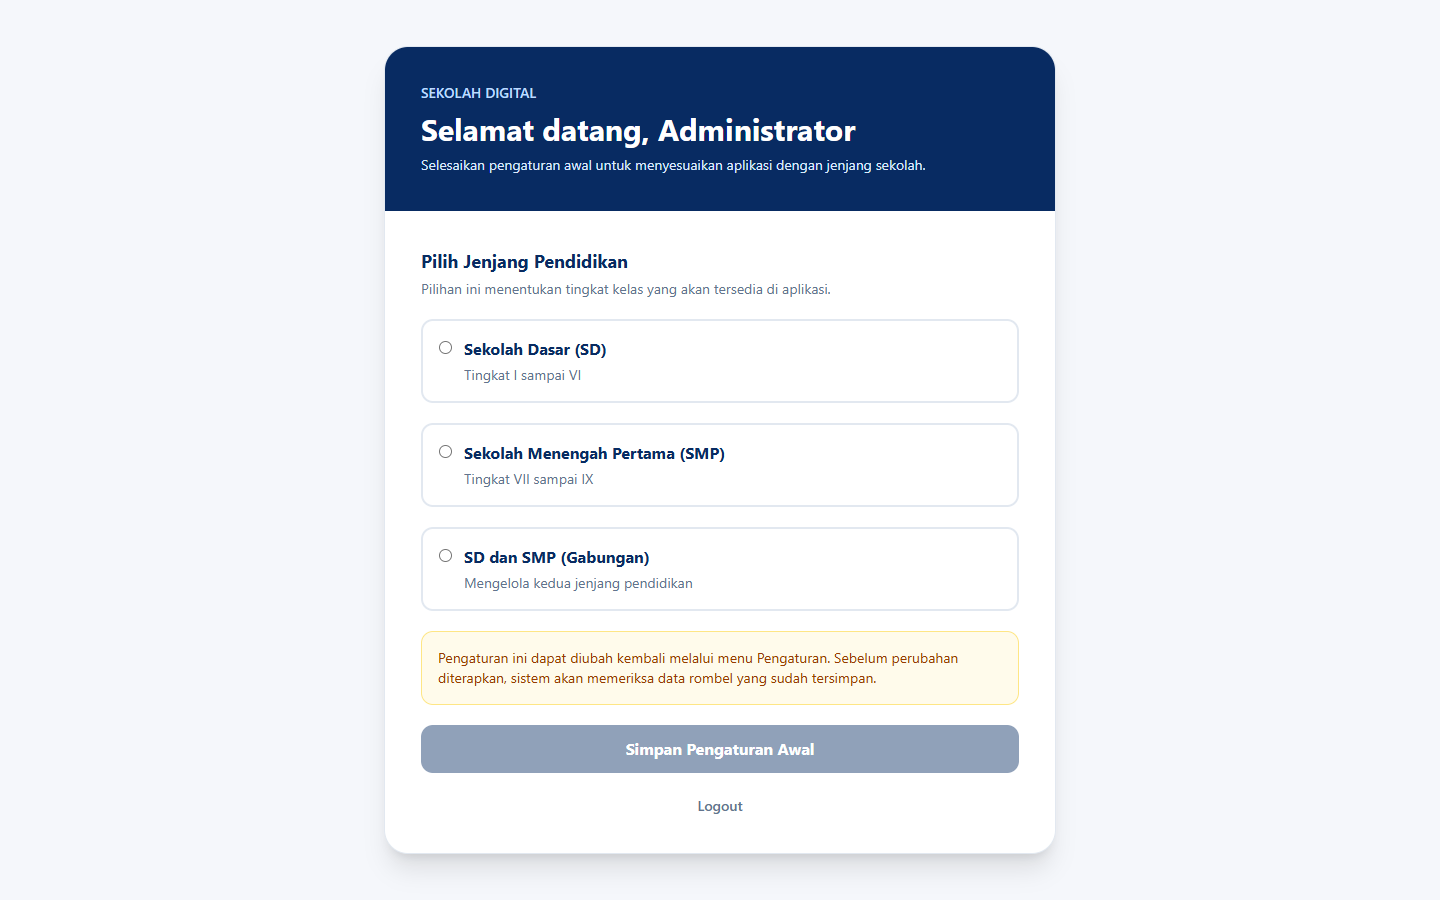 SEKOLAH DIGITAL
Selamat datang, Administrator
Selesaikan pengaturan awal untuk menyesuaikan aplikasi dengan jenjang sekolah.
Pilih Jenjang Pendidikan
Pilihan ini menentukan tingkat kelas yang akan tersedia di aplikasi.
Sekolah Dasar (SD)
Tingkat I sampai VI
Sekolah Menengah Pertama (SMP)
Tingkat VII sampai IX
SD dan SMP (Gabungan)
Mengelola kedua jenjang pendidikan
Pengaturan ini dapat diubah kembali melalui menu Pengaturan. Sebelum perubahan
diterapkan, sistem akan memeriksa data rombel yang sudah tersimpan.
Simpan Pengaturan Awal
Logout